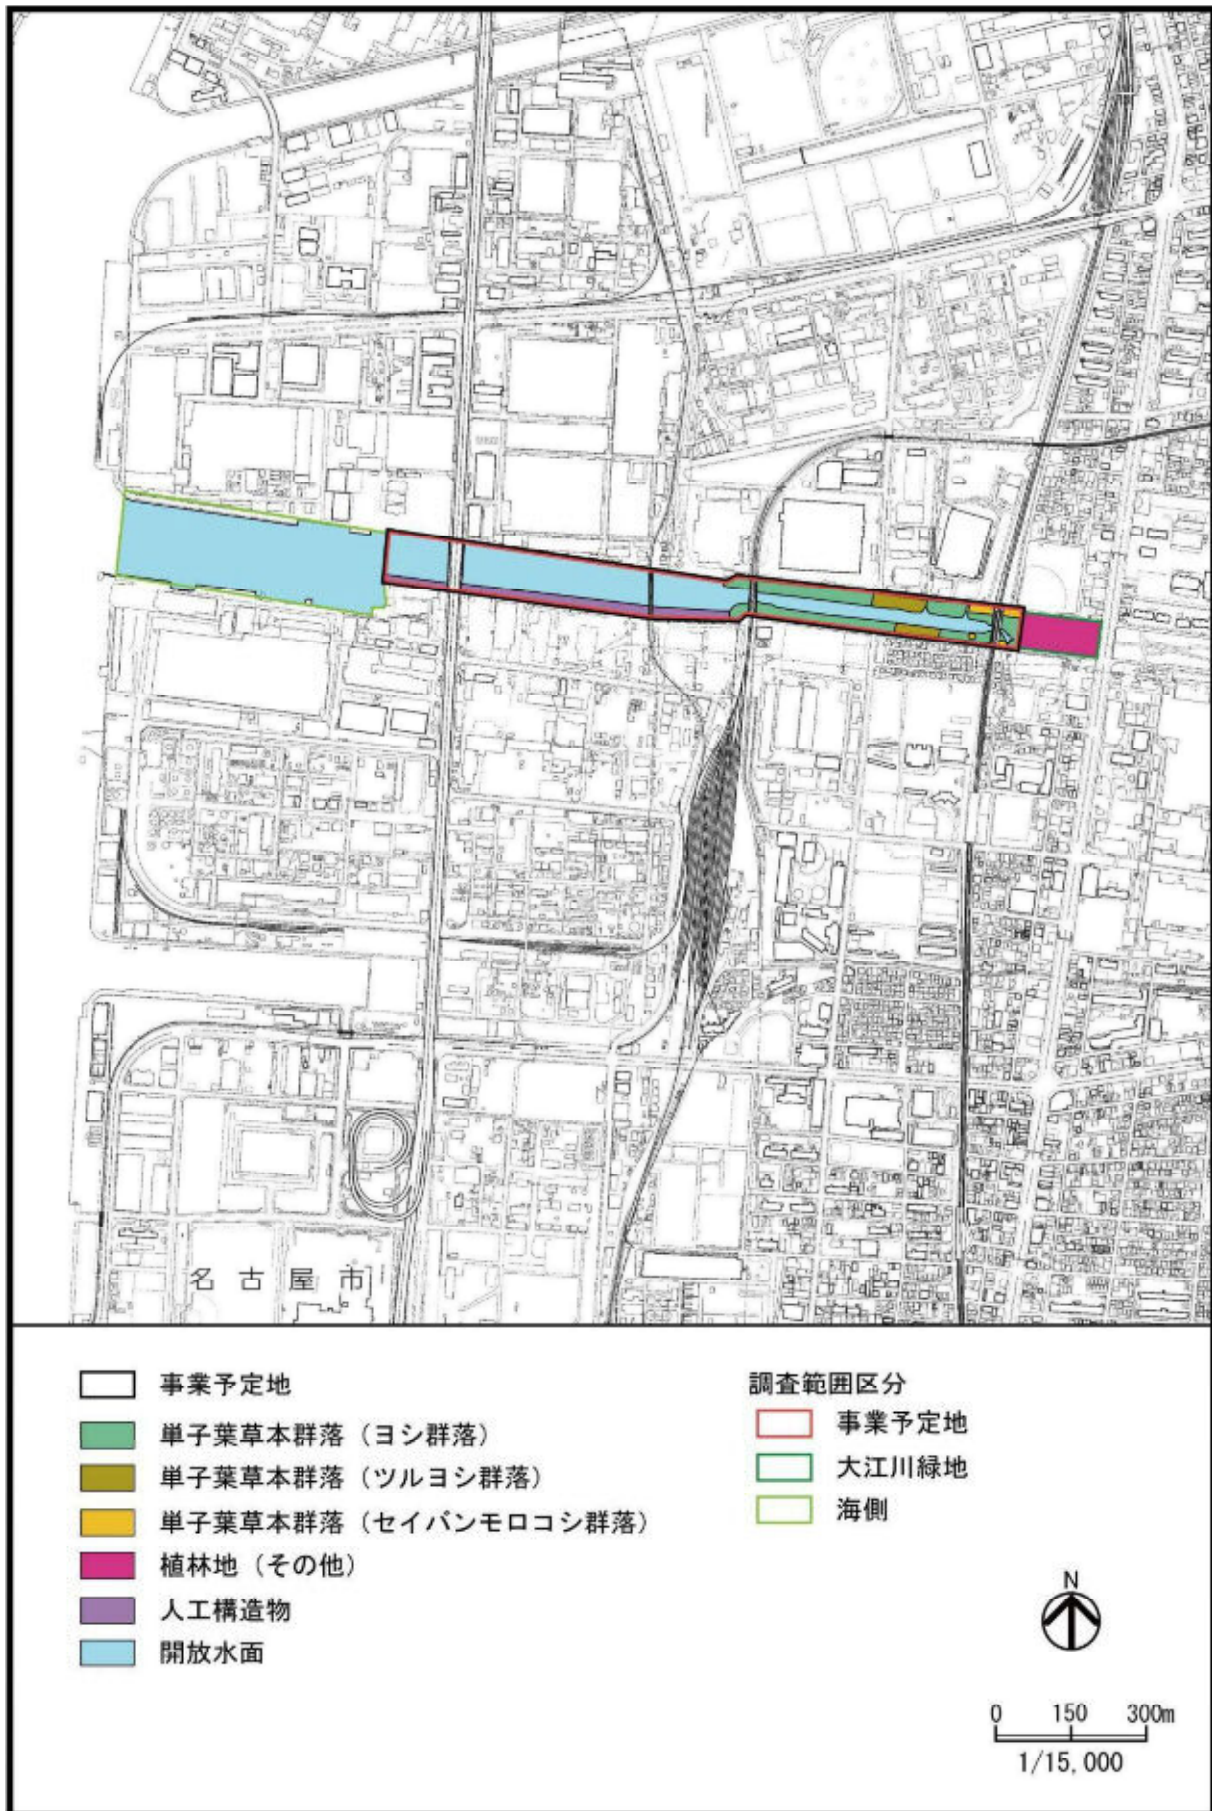 名古屋市
事業予定地
単子葉草本群落（ヨシ群落）
単子葉草本群落（ツルヨシ群落）
単子葉草本群落（セイバンモロコシ群落）
植林地（その他）
人工構造物
開放水面
調査範囲区分
事業予定地
大江川緑地
海側
N
0 150 300m
1/15,000